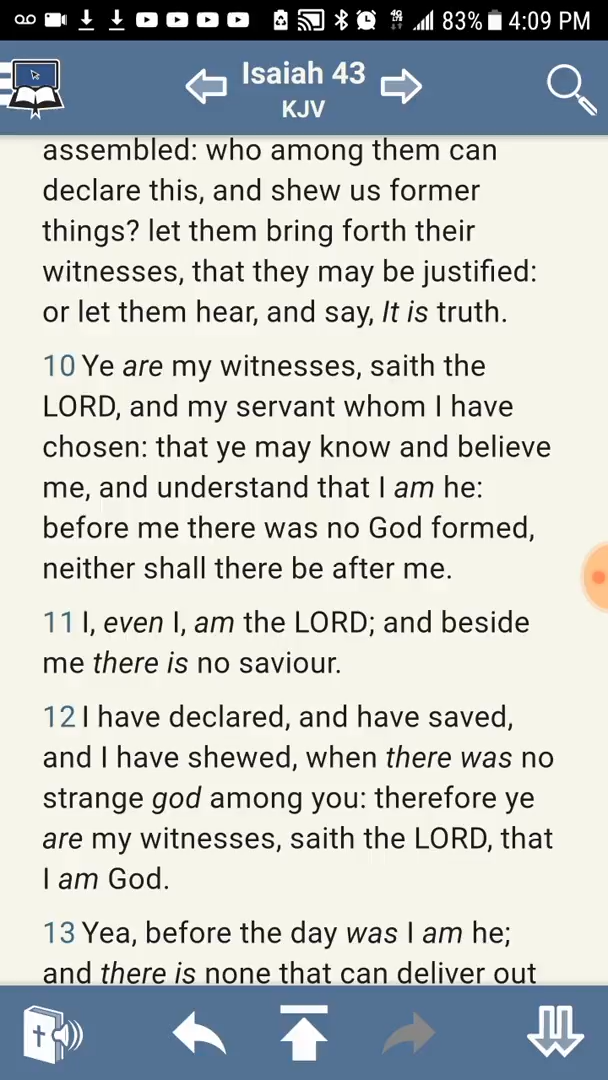 83% 4:09 PM
Isaiah 43
KJV
assembled: who among them can
declare this, and shew us former
things? let them bring forth their
witnesses, that they may be justified:
or let them hear, and say, It is truth.
10 Ye are my witnesses, saith the
LORD, and my servant whom I have
chosen: that ye may know and believe
me, and understand that I am he:
before me there was no God formed,
neither shall there be after me.
11 I, even I, am the LORD; and beside
me there is no saviour.
12 I have declared, and have saved,
and I have shewed, when there was no
strange god among you: therefore ye
are my witnesses, saith the LORD, that
I am God.
13 Yea, before the day was I am he;
and there is none that can deliver out